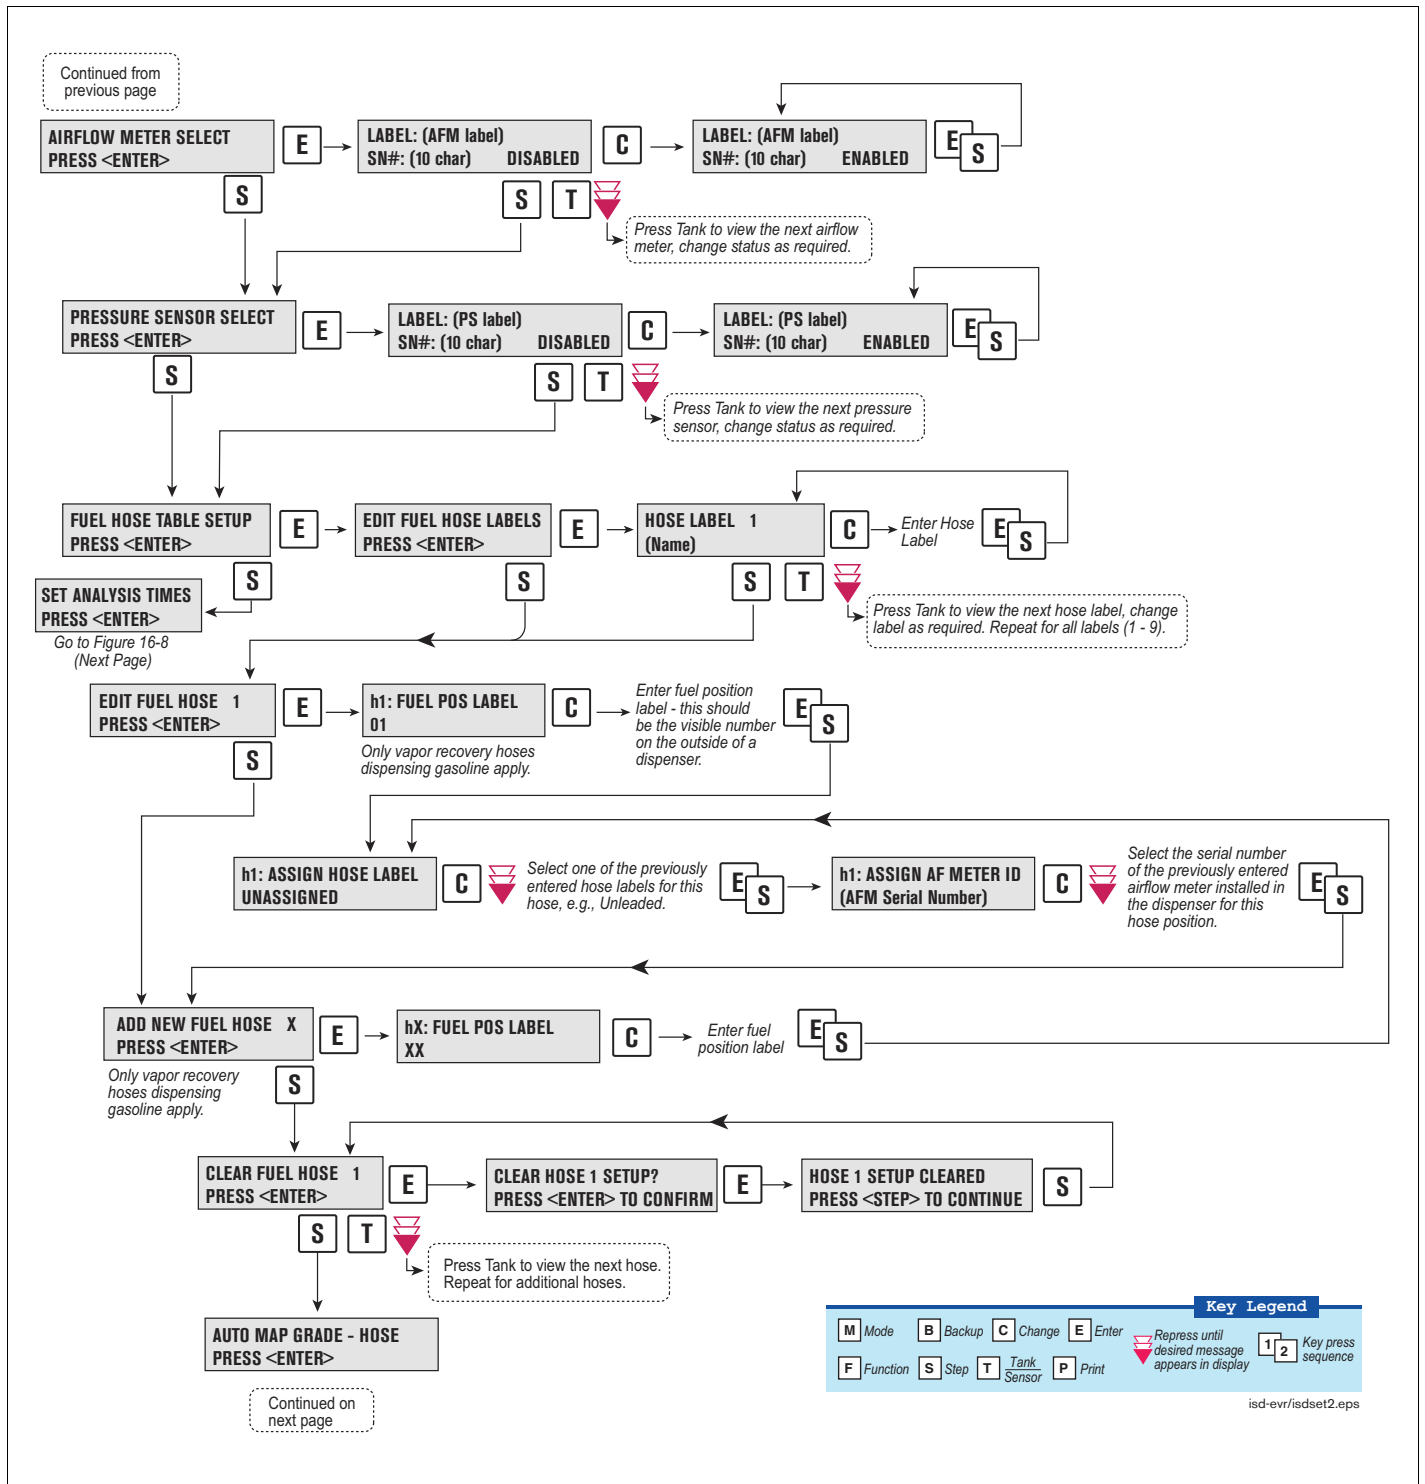 Continued from
previous page
AIRFLOW METER SELECT
PRESS <ENTER>
E
LABEL: (AFM label)
SN#: (10 char) DISABLED
C
LABEL: (AFM label)
SN#: (10 char) ENABLED
E
S
S
S
T
Press Tank to view the next airflow
meter, change status as required.
PRESSURE SENSOR SELECT
PRESS <ENTER>
E
LABEL: (PS label)
SN#: (10 char) DISABLED
C
LABEL: (PS label)
SN#: (10 char) ENABLED
E
S
S
S
T
Press Tank to view the next pressure
sensor, change status as required.
FUEL HOSE TABLE SETUP
PRESS <ENTER>
E
EDIT FUEL HOSE LABELS
PRESS <ENTER>
E
HOSE LABEL 1
(Name)
C
Enter Hose
Label
E
S
S
S
S
T
SET ANALYSIS TIMES
PRESS <ENTER>
Go to Figure 16-8
(Next Page)
Press Tank to view the next hose label, change
label as required. Repeat for all labels (1 - 9).
EDIT FUEL HOSE 1
PRESS <ENTER>
E
h1: FUEL POS LABEL
01
C
Enter fuel position
label - this should
be the visible number
on the outside of a
dispenser.
E
S
S
Only vapor recovery hoses
dispensing gasoline apply.
h1: ASSIGN HOSE LABEL
UNASSIGNED
C
Select one of the previously
entered hose labels for this
hose, e.g., Unleaded.
E
S
h1: ASSIGN AF METER ID
(AFM Serial Number)
C
Select the serial number
of the previously entered
airflow meter installed in
the dispenser for this
hose position.
E
S
ADD NEW FUEL HOSE X
PRESS <ENTER>
E
hX: FUEL POS LABEL
XX
C
Enter fuel
position label
E
S
Only vapor recovery
hoses dispensing
gasoline apply.
S
CLEAR FUEL HOSE 1
PRESS <ENTER>
E
CLEAR HOSE 1 SETUP?
PRESS <ENTER> TO CONFIRM
E
HOSE 1 SETUP CLEARED
PRESS <STEP> TO CONTINUE
S
S
T
Press Tank to view the next hose.
Repeat for additional hoses.
AUTO MAP GRADE - HOSE
PRESS <ENTER>
Continued on
next page
Key Legend
M Mode B Backup C Change E Enter
F Function S Step T Tank
Sensor P Print
Repress until
desired message
appears in display
1
2
Key press
sequence
isd-evr/isdset2.eps